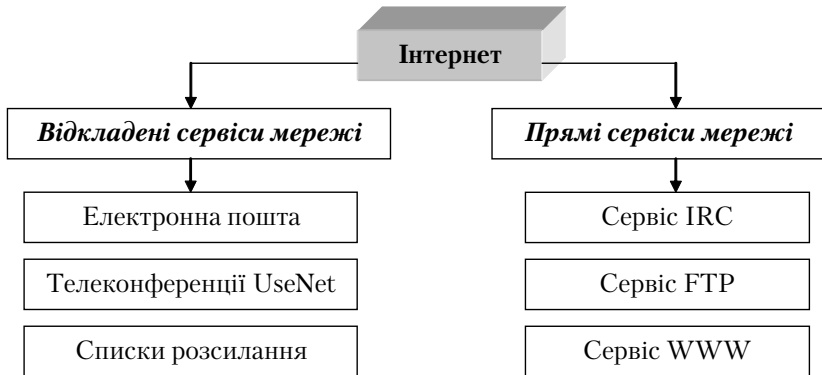 Інтернет
Відкладені сервіси мережі
Прямі сервіси мережі
Електронна пошта
Сервіс IRC
Телеконференції UseNet
Сервіс FTP
Списки розсилання
Сервіс WWW